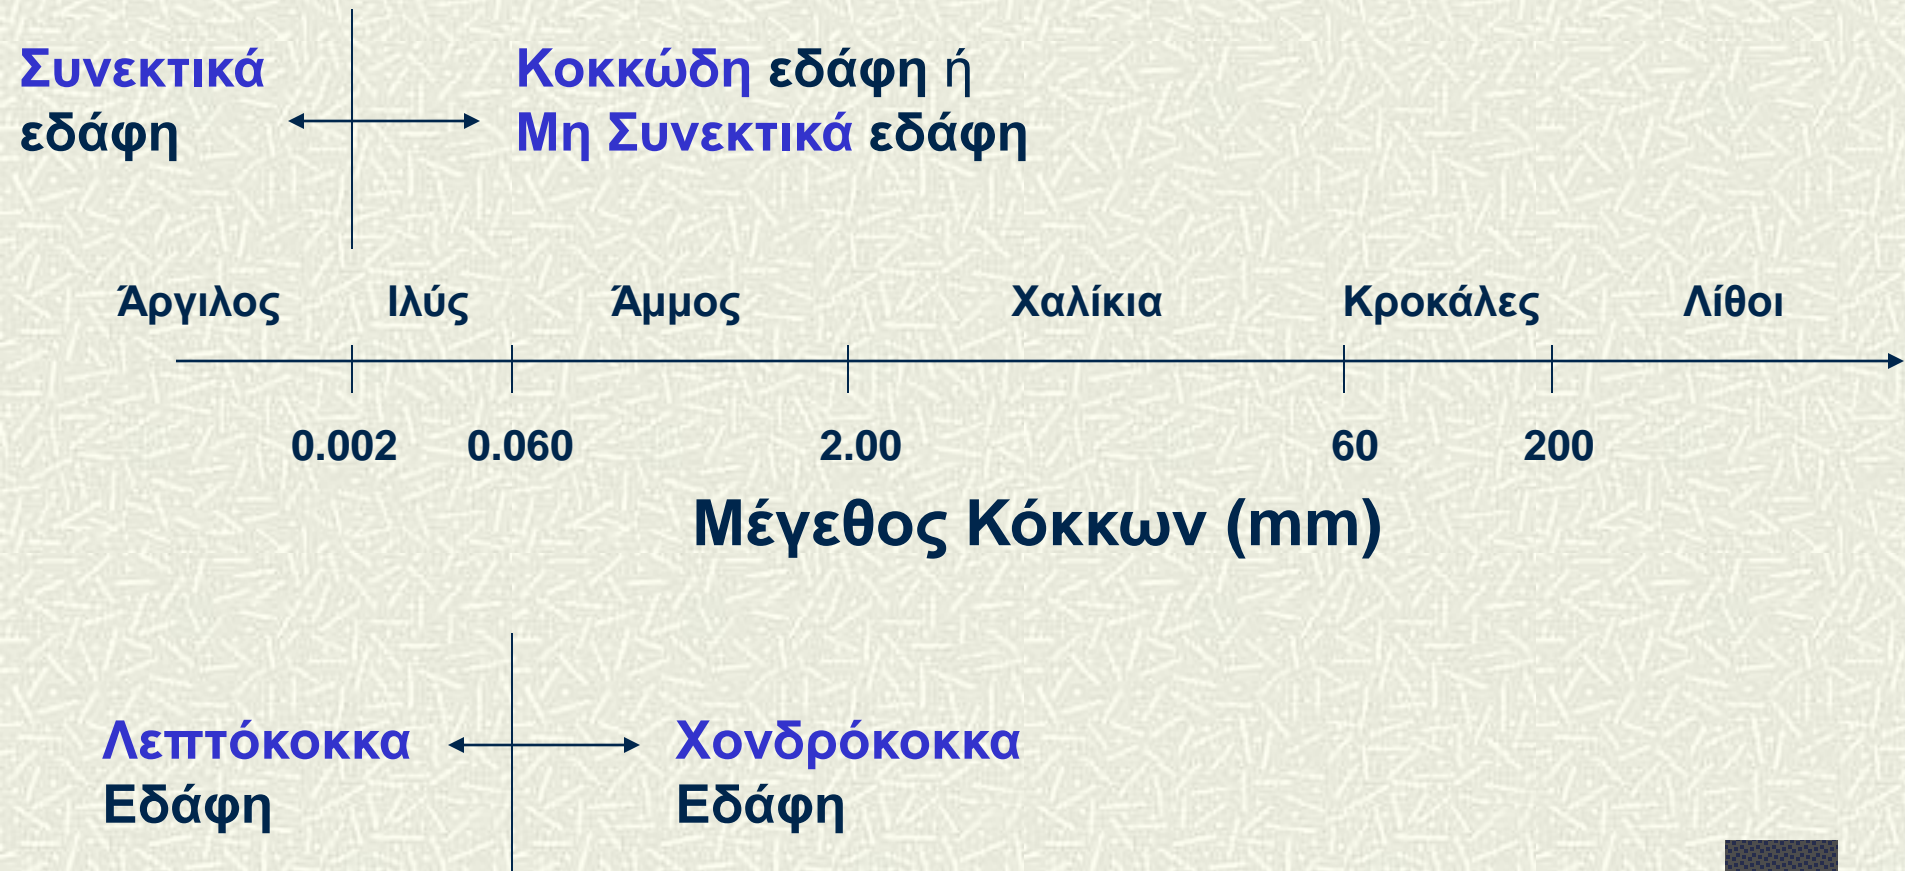 Συνεκτικά
εδάφη
Κοκκώδη εδάφη ή
Μη Συνεκτικά εδάφη
Άργιλος Ιλύς Άμμος Χαλίκια Κροκάλες Λίθοι
0.002 0.060 2.00 60 200
Μέγεθος Κόκκων (mm)
Λεπτόκοκκα
Εδάφη
Χονδρόκοκκα
Εδάφη